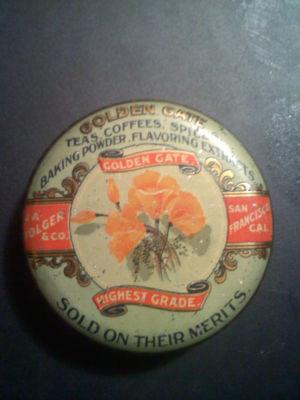 GOLDEN GATE
TEAS, COFFEES, SPICES,
BAKING POWDER, FLAVORING EXTRACTS.
GOLDEN GATE.
J.A.
FOLGER
& CO.
SAN
FRANCISCO
CAL.
HIGHEST GRADE.
SOLD ON THEIR MERITS.